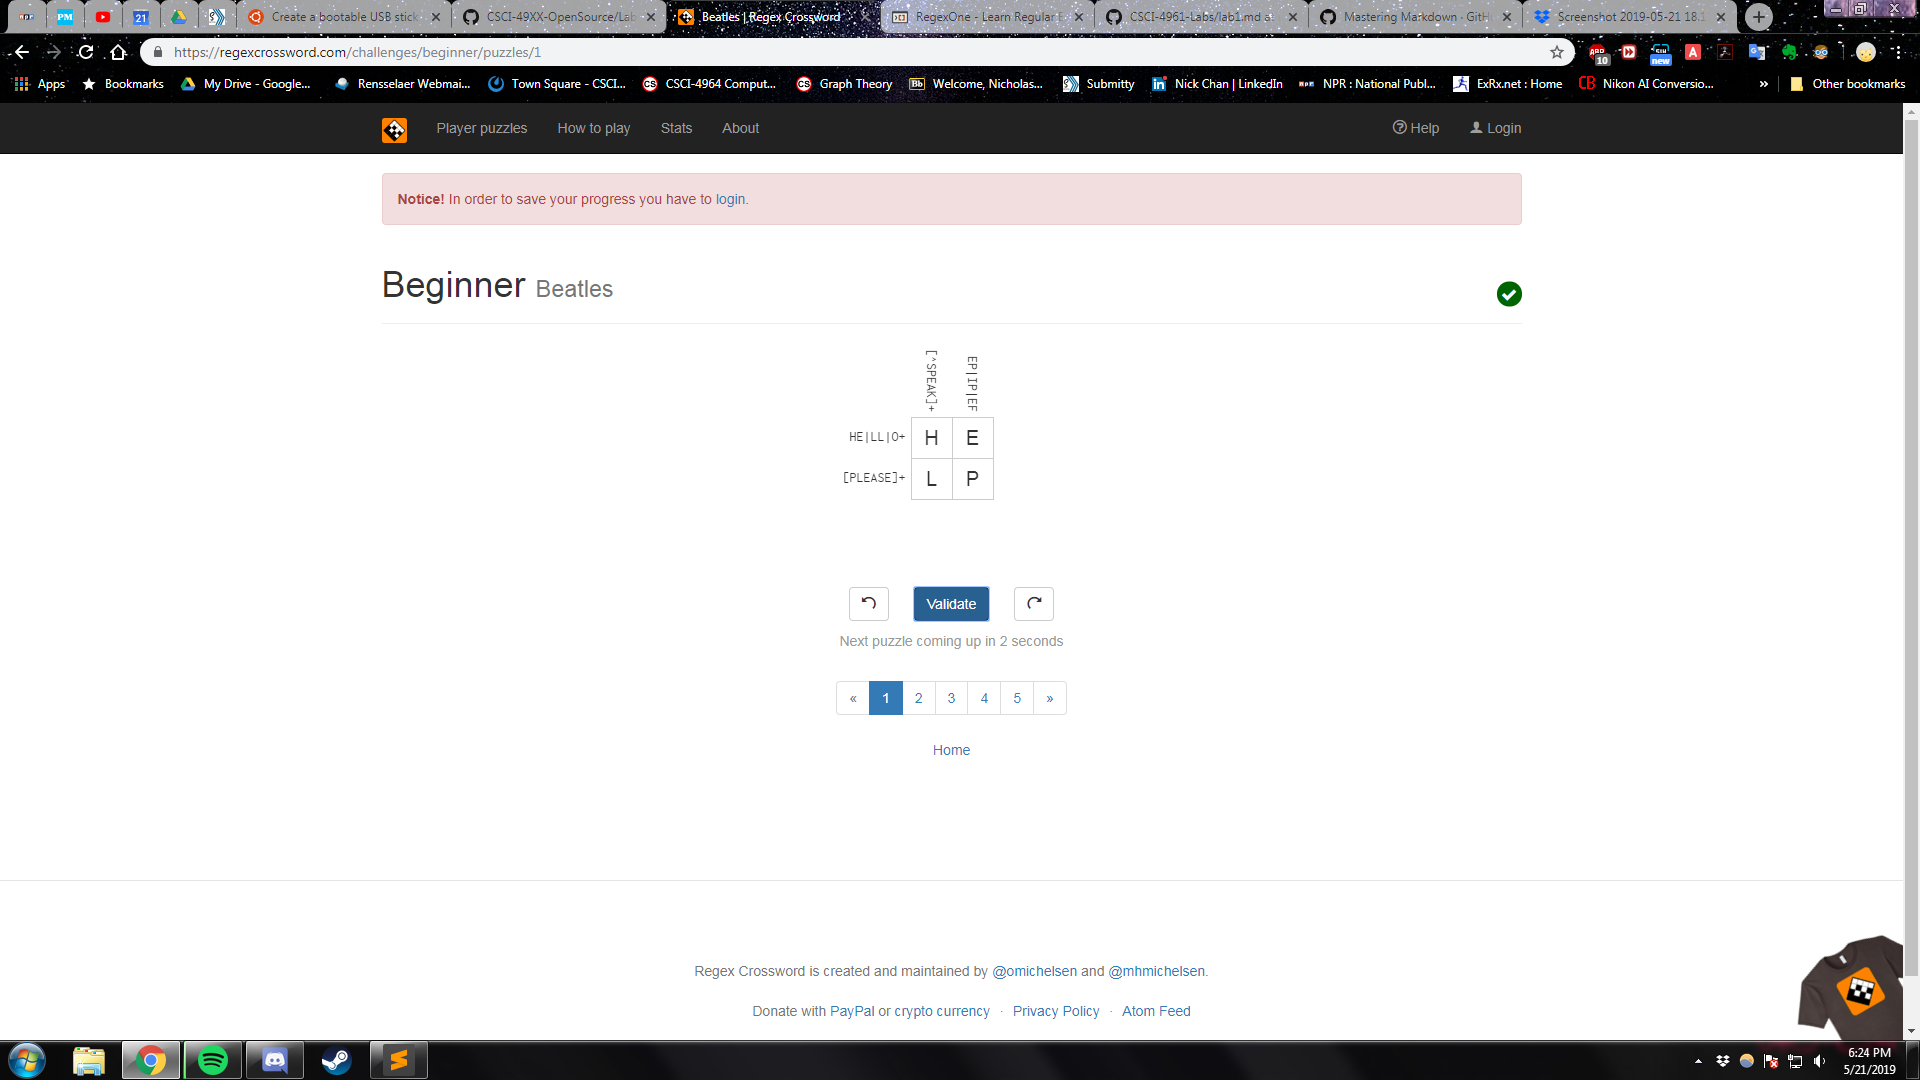 PM
21
Create a bootable USB stick
CSCI-49XX-OpenSource/Lab
Beatles | Regex Crossword
RegexOne - Learn Regular E
CSCI-4961-Labs/lab1.md at
Mastering Markdown · GitH
Screenshot 2019-05-21 18.1
https://regexcrossword.com/challenges/beginner/puzzles/1
10
new
Apps
Bookmarks
My Drive - Google...
Rensselaer Webmai...
Town Square - CSCI...
CSCI-4964 Comput...
Graph Theory
Welcome, Nicholas...
Submitty
Nick Chan | LinkedIn
NPR : National Publ...
ExRx.net : Home
Nikon AI Conversio...
»
Other bookmarks
Player puzzles
How to play
Stats
About
Help
Login
Notice! In order to save your progress you have to login.
Beginner Beatles
[^SPEAK]+
EP|IP|EF
HE|LL|O+
H E
[PLEASE]+
L P
Validate
Next puzzle coming up in 2 seconds
« 1 2 3 4 5 »
Home
Regex Crossword is created and maintained by @omichelsen and @mhmichelsen.
Donate with PayPal or crypto currency · Privacy Policy · Atom Feed
6:24 PM
5/21/2019